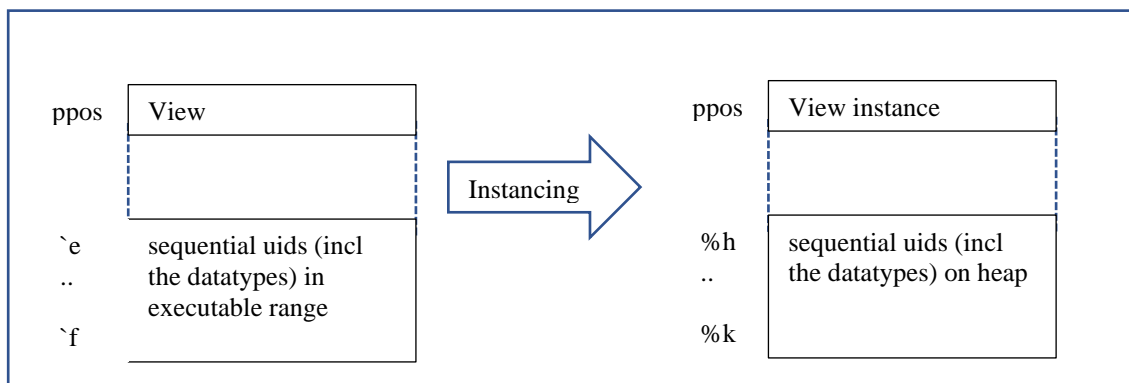 ppos
View
`e
..
`f
sequential uids (incl
the datatypes) in
executable range
Instancing
ppos
View instance
%h
..
%k
sequential uids (incl
the datatypes) on heap